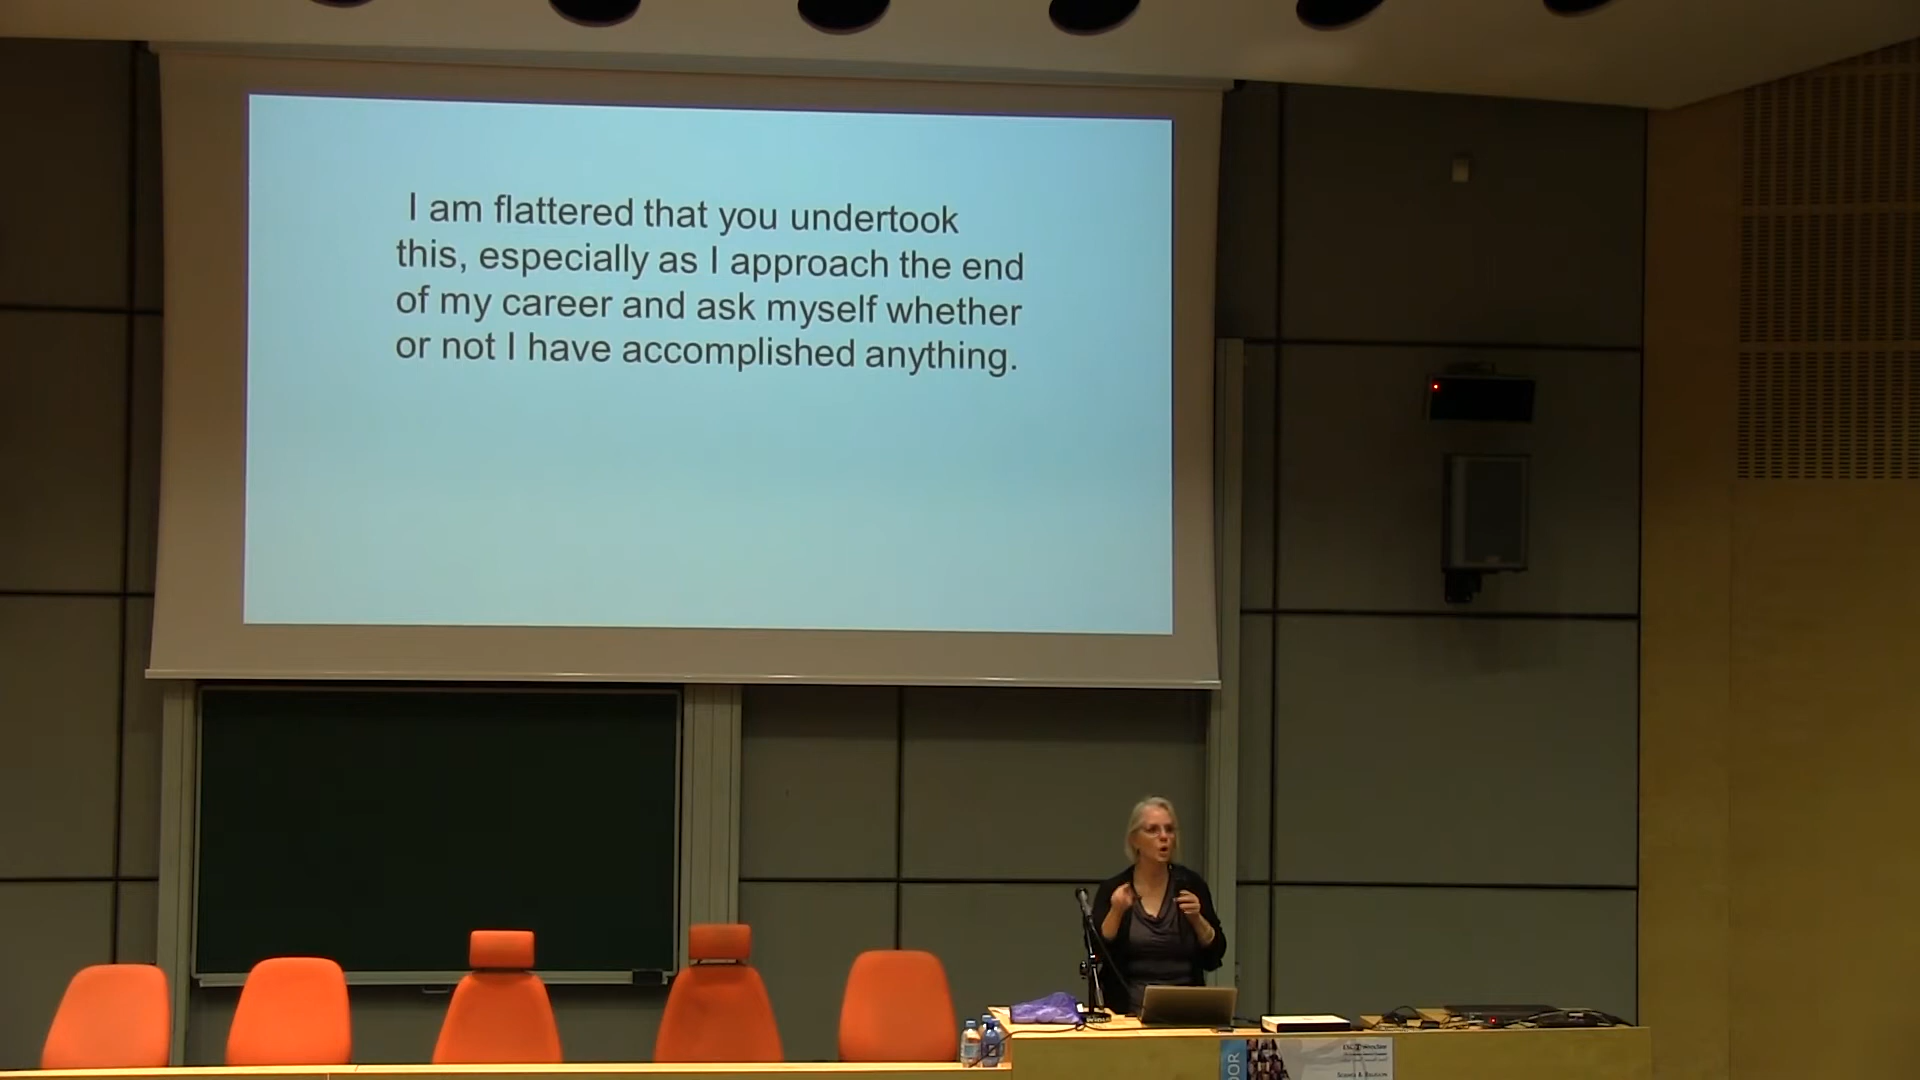 I am flattered that you undertook
this, especially as I approach the end
of my career and ask myself whether
or not I have accomplished anything.